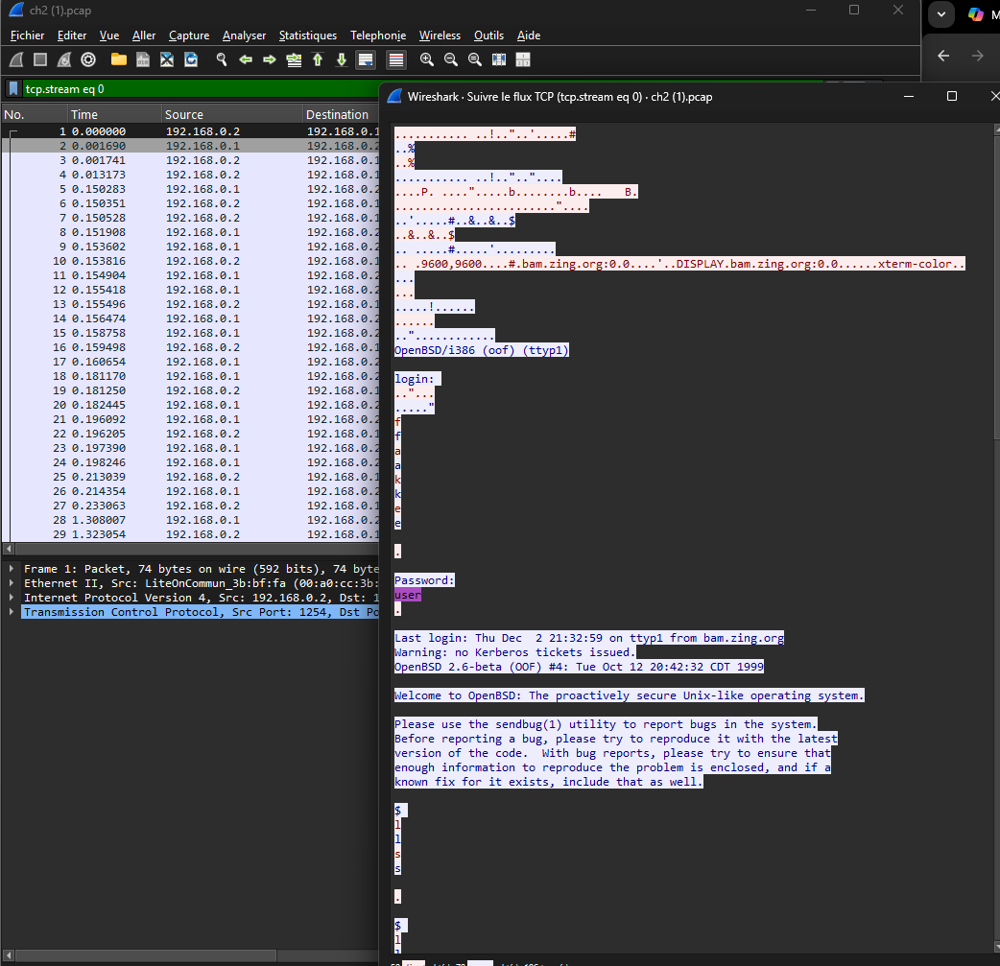 ch2 (1).pcap
Fichier Editer Vue Aller Capture Analyser Statistiques Telephonie Wireless Outils Aide
tcp.stream eq 0
No. Time Source Destination
1 0.000000 192.168.0.2 192.168.0.1
2 0.001690 192.168.0.1 192.168.0.2
3 0.001741 192.168.0.2 192.168.0.1
4 0.013173 192.168.0.2 192.168.0.1
5 0.150283 192.168.0.1 192.168.0.2
6 0.150351 192.168.0.2 192.168.0.1
7 0.150528 192.168.0.2 192.168.0.1
8 0.151908 192.168.0.1 192.168.0.2
9 0.153602 192.168.0.1 192.168.0.2
10 0.153816 192.168.0.2 192.168.0.1
11 0.154904 192.168.0.1 192.168.0.2
12 0.155418 192.168.0.1 192.168.0.2
13 0.155496 192.168.0.2 192.168.0.1
14 0.156474 192.168.0.1 192.168.0.2
15 0.158758 192.168.0.1 192.168.0.2
16 0.159498 192.168.0.2 192.168.0.1
17 0.160654 192.168.0.1 192.168.0.2
18 0.181170 192.168.0.1 192.168.0.2
19 0.181250 192.168.0.2 192.168.0.1
20 0.182445 192.168.0.1 192.168.0.2
21 0.196092 192.168.0.1 192.168.0.2
22 0.196205 192.168.0.2 192.168.0.1
23 0.197390 192.168.0.1 192.168.0.2
24 0.198246 192.168.0.1 192.168.0.2
25 0.213039 192.168.0.2 192.168.0.1
26 0.214354 192.168.0.1 192.168.0.2
27 0.233063 192.168.0.2 192.168.0.1
28 1.308007 192.168.0.1 192.168.0.2
29 1.323054 192.168.0.2 192.168.0.1
Frame 1: Packet, 74 bytes on wire (592 bits), 74 byte
Ethernet II, Src: LiteOnCommun_3b:bf:fa (00:a0:cc:3b:
Internet Protocol Version 4, Src: 192.168.0.2, Dst: 1
Transmission Control Protocol, Src Port: 1254, Dst Po
Wireshark · Suivre le flux TCP (tcp.stream eq 0) · ch2 (1).pcap
........... ..!.."..'.....#
..%
..%
........... ..!..".."....
....P. ....".....b........b.... B.
........................"....
..'.....#..&..&..$
..&..&..$
.. .....#.....'.........
.. .9600,9600....#.bam.zing.org:0.0....'..DISPLAY.bam.zing.org:0.0......xterm-color..
...
...
.....!......
......
.."............
OpenBSD/i386 (oof) (ttyp1)
login:
.."...
....."
f
f
a
a
k
k
e
e
.
Password:
user
.
Last login: Thu Dec  2 21:32:59 on ttyp1 from bam.zing.org
Warning: no Kerberos tickets issued.
OpenBSD 2.6-beta (OOF) #4: Tue Oct 12 20:42:32 CDT 1999
Welcome to OpenBSD: The proactively secure Unix-like operating system.
Please use the sendbug(1) utility to report bugs in the system.
Before reporting a bug, please try to reproduce it with the latest
version of the code.  With bug reports, please try to ensure that
enough information to reproduce the problem is enclosed, and if a
known fix for it exists, include that as well.
$
l
l
s
s
.
$
l
M